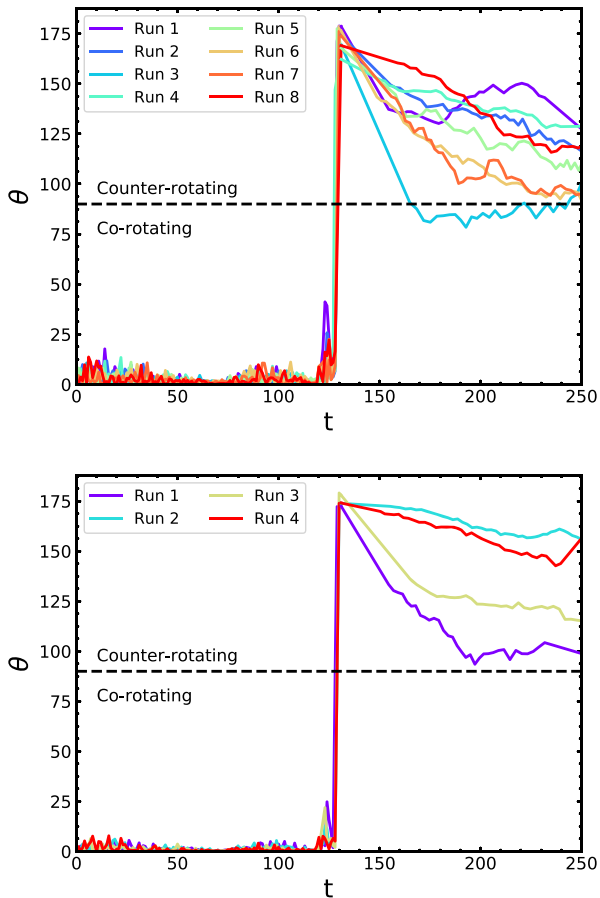 175
150
125
100
75
50
25
0
θ
Run 1 Run 5
Run 2 Run 6
Run 3 Run 7
Run 4 Run 8
Counter-rotating
Co-rotating
0 50 100 150 200 250
t
175
150
125
100
75
50
25
0
θ
Run 1 Run 3
Run 2 Run 4
Counter-rotating
Co-rotating
0 50 100 150 200 250
t